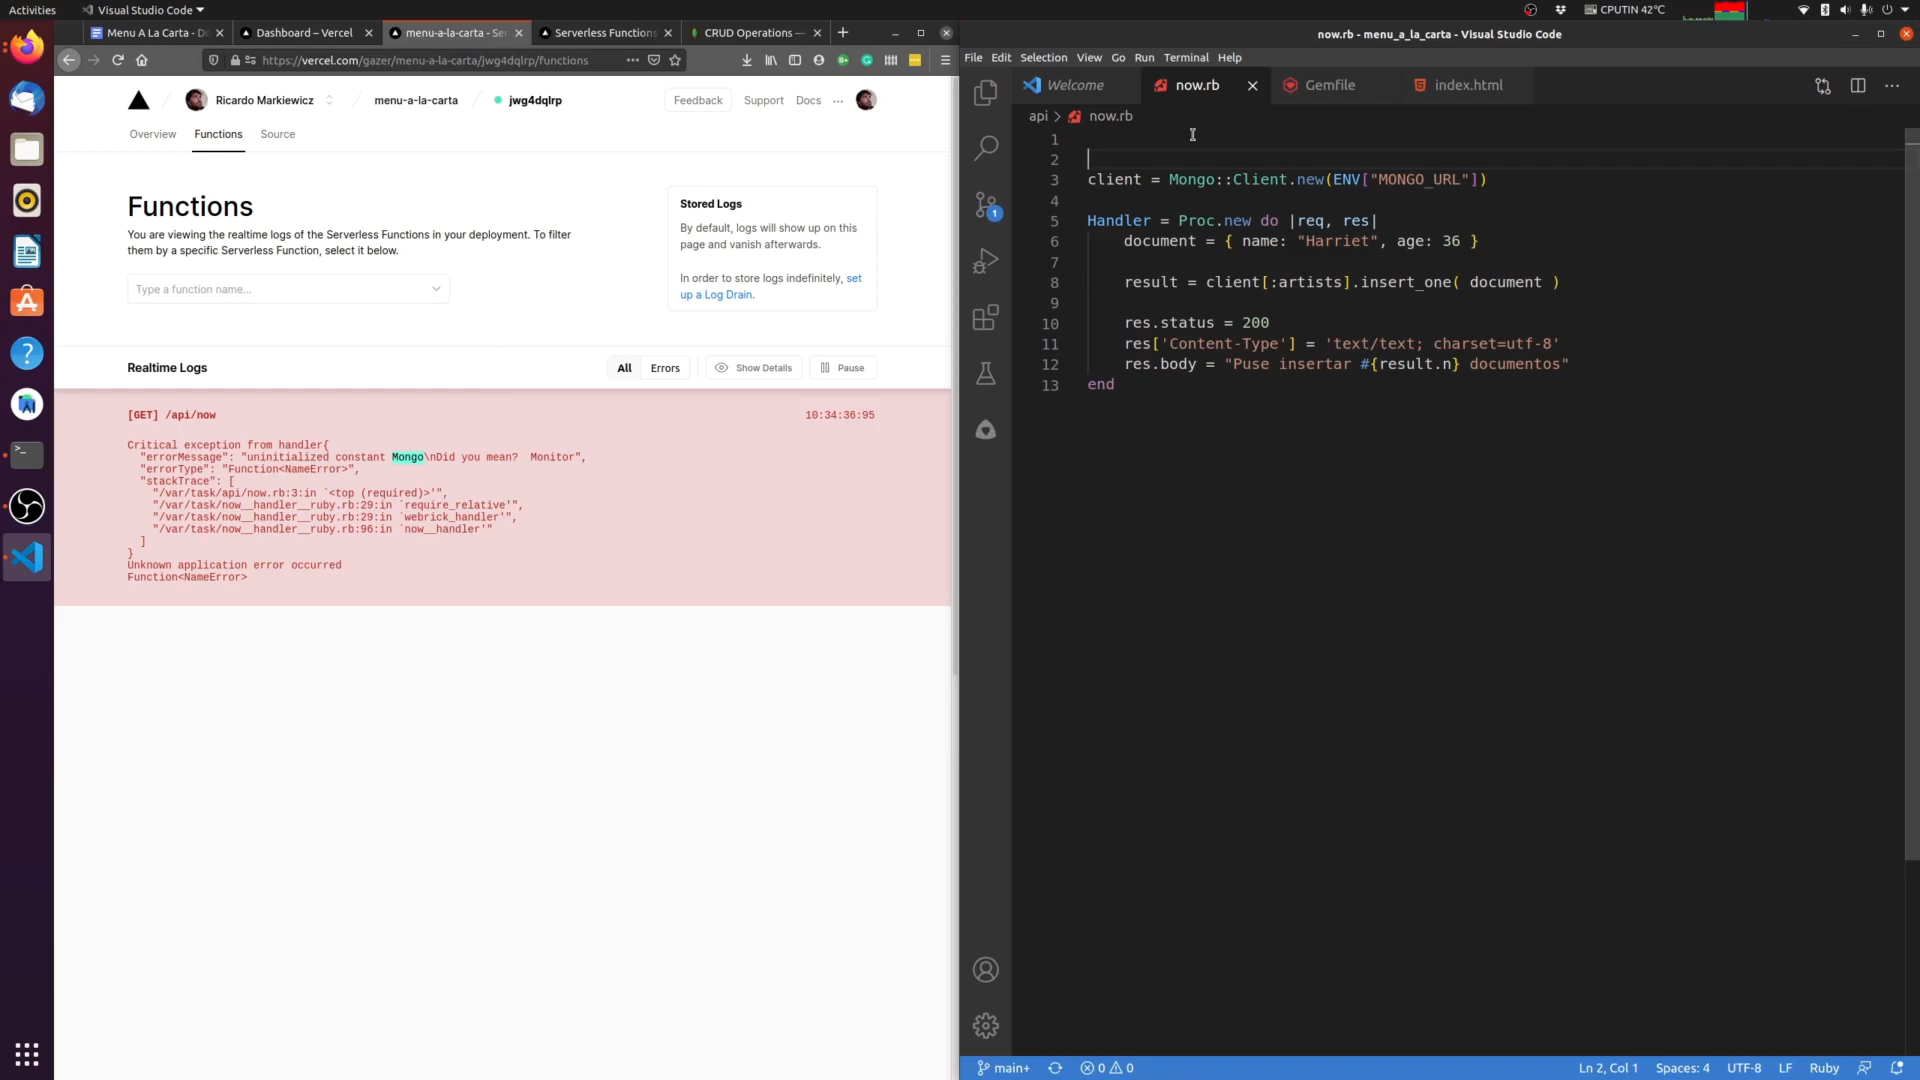 Activities
Visual Studio Code
CPUTIN 42°C
Menu A La Carta - Do
Dashboard – Vercel
menu-a-la-carta - Ser
Serverless Functions
CRUD Operations —
https://vercel.com/gazer/menu-a-la-carta/jwg4dqlrp/functions
Ricardo Markiewicz
menu-a-la-carta
jwg4dqlrp
Feedback
Support
Docs
Overview
Functions
Source
Functions
You are viewing the realtime logs of the Serverless Functions in your deployment. To filter
them by a specific Serverless Function, select it below.
Type a function name...
Stored Logs
By default, logs will show up on this
page and vanish afterwards.
In order to store logs indefinitely, set
up a Log Drain.
Realtime Logs
All
Errors
Show Details
Pause
[GET] /api/now
10:34:36:95
Critical exception from handler{
"errorMessage": "uninitialized constant Mongo\nDid you mean?  Monitor",
"errorType": "Function<NameError>",
"stackTrace": [
"/var/task/api/now.rb:3:in `<top (required)>'",
"/var/task/now__handler__ruby.rb:29:in `require_relative'",
"/var/task/now__handler__ruby.rb:29:in `webrick_handler'",
"/var/task/now__handler__ruby.rb:96:in `now__handler'"
]
}
Unknown application error occurred
Function<NameError>
now.rb - menu_a_la_carta - Visual Studio Code
File Edit Selection View Go Run Terminal Help
Welcome
now.rb
Gemfile
index.html
api > now.rb
1
2
3 client = Mongo::Client.new(ENV["MONGO_URL"])
4
5 Handler = Proc.new do |req, res|
6 document = { name: "Harriet", age: 36 }
7
8 result = client[:artists].insert_one( document )
9
10 res.status = 200
11 res['Content-Type'] = 'text/text; charset=utf-8'
12 res.body = "Puse insertar #{result.n} documentos"
13 end
1
main+
0
0
Ln 2, Col 1
Spaces: 4
UTF-8
LF
Ruby